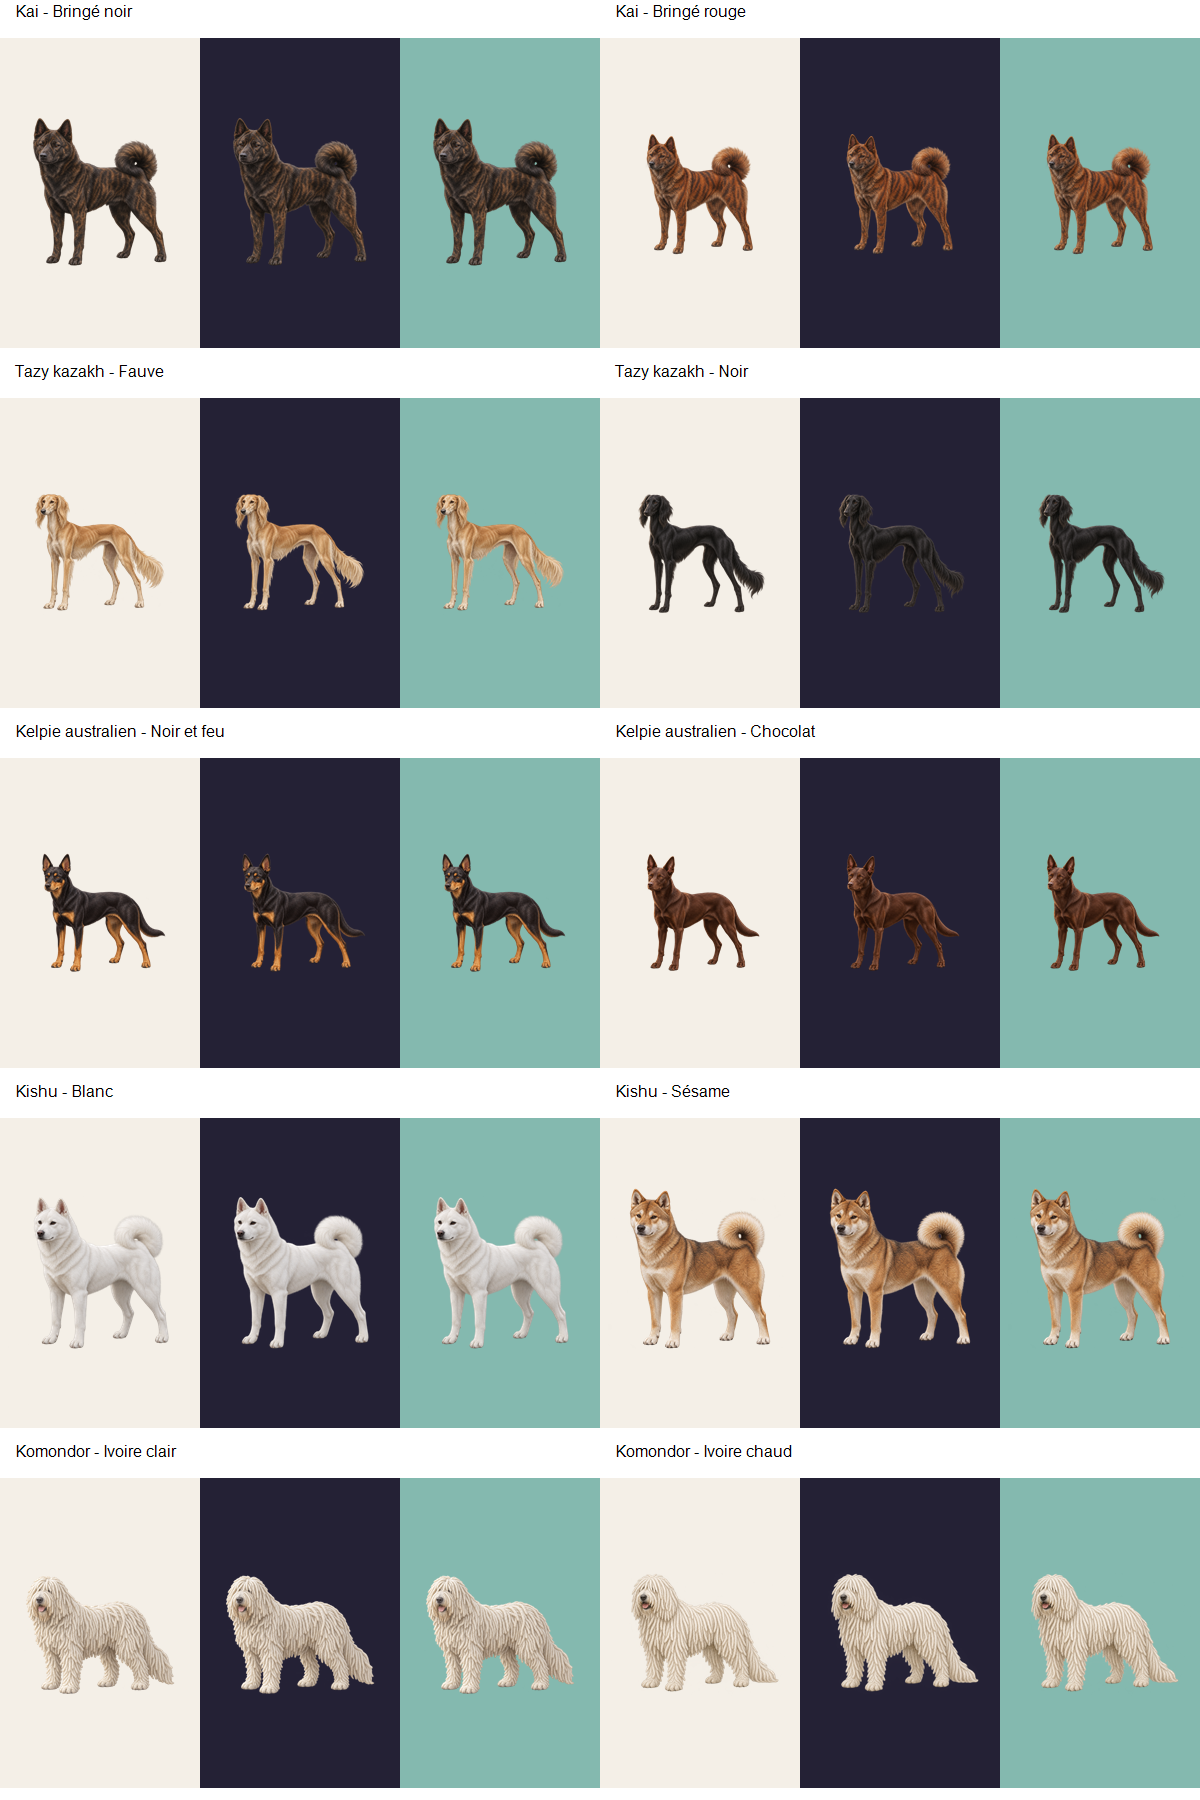 Kai - Bringé noir
Kai - Bringé rouge
Tazy kazakh - Fauve
Tazy kazakh - Noir
Kelpie australien - Noir et feu
Kelpie australien - Chocolat
Kishu - Blanc
Kishu - Sésame
Komondor - Ivoire clair
Komondor - Ivoire chaud